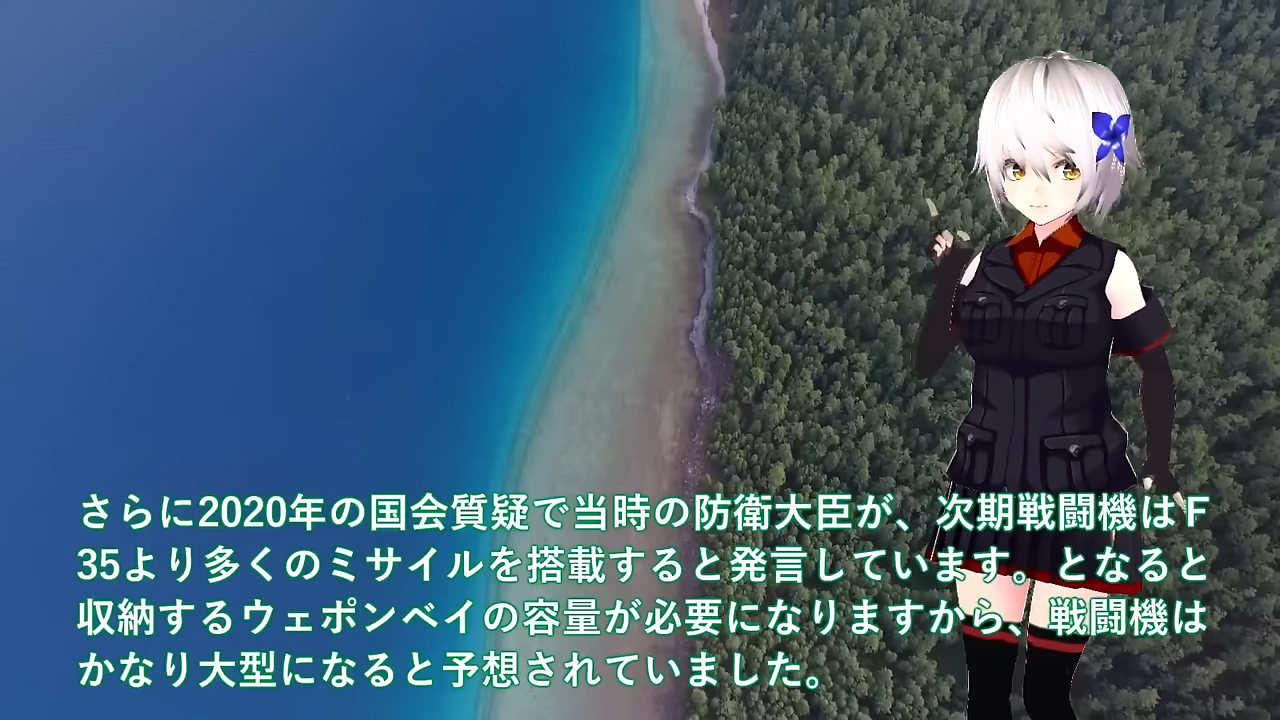 さらに2020年の国会質疑で当時の防衛大臣が、次期戦闘機はＦ
35より多くのミサイルを搭載すると発言しています。となると
収納するウェポンベイの容量が必要になりますから、戦闘機は
かなり大型になると予想されていました。